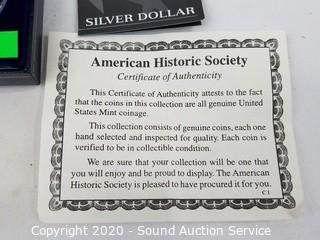 SILVER DOLLAR
American Historic Society
Certificate of Authenticity
This Certificate of Authenticity attests to the fact
that the coins in this collection are all genuine United
States Mint coinage.
This collection consists of genuine coins, each one
hand selected and inspected for quality. Each coin is
verified to be in collectible condition.
We are sure that your collection will be one that
you will enjoy and be proud to display. The American
Historic Society is pleased to have procured it for you.
C 1
Copyright 2020 - Sound Auction Service